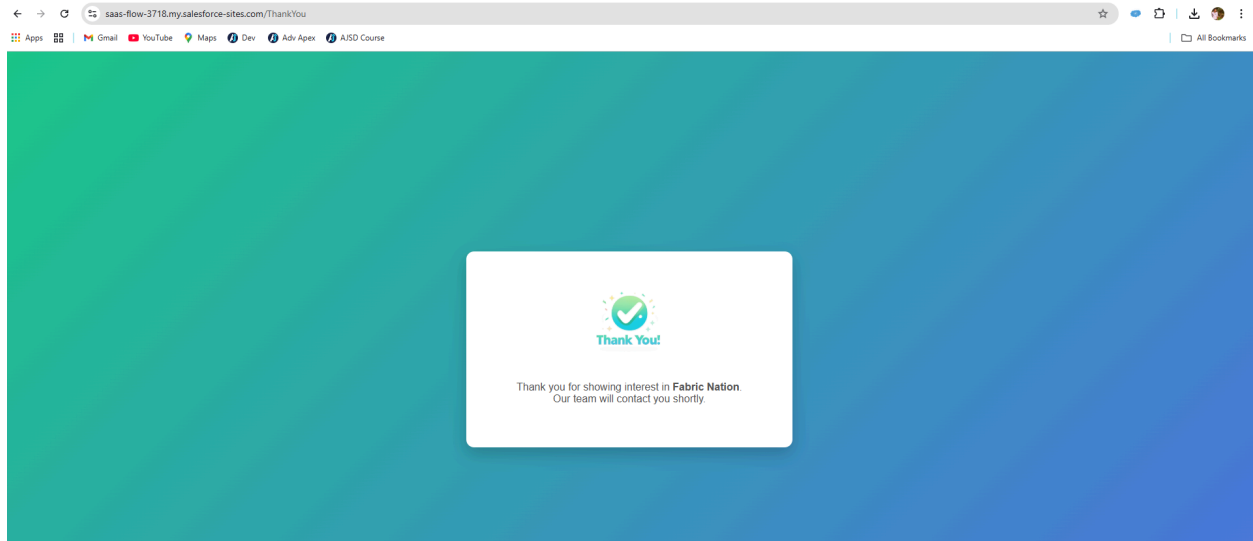 saas-flow-3718.my.salesforce-sites.com/ThankYou
Apps Gmail YouTube Maps Dev Adv Apex AJSD Course All Bookmarks
Thank You!
Thank you for showing interest in Fabric Nation.
Our team will contact you shortly.